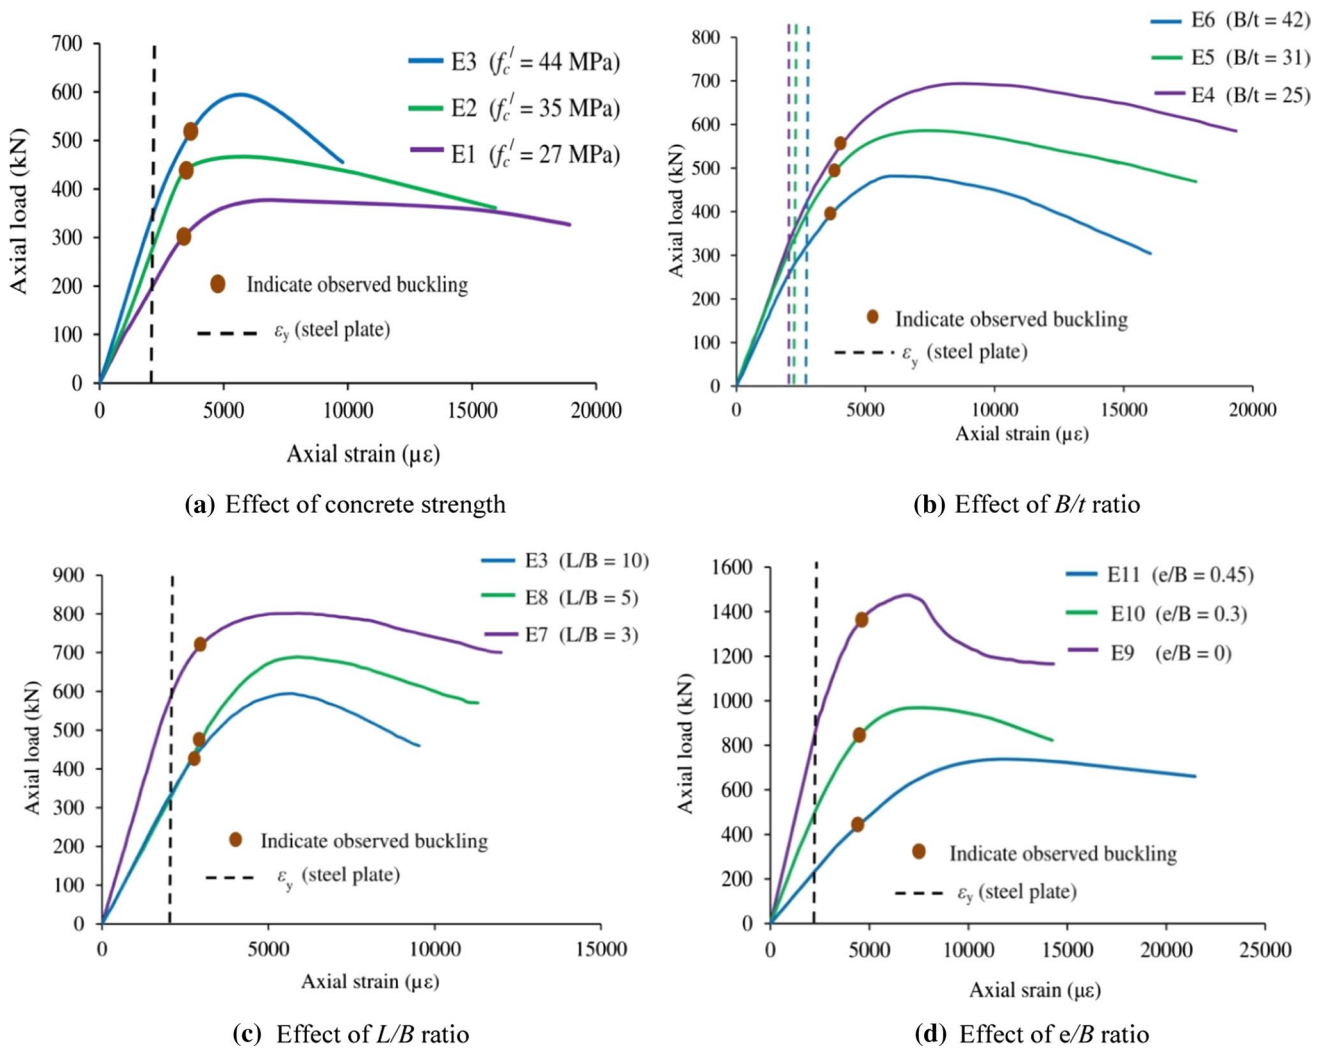 700
600
500
400
300
200
100
0
0 5000 10000 15000 20000
Axial load (kN)
Axial strain (με)
E3 (fc′ = 44 MPa)
E2 (fc′ = 35 MPa)
E1 (fc′ = 27 MPa)
Indicate observed buckling
εy (steel plate)
(a) Effect of concrete strength
800
700
600
500
400
300
200
100
0
0 5000 10000 15000 20000
Axial load (kN)
Axial strain (με)
E6 (B/t = 42)
E5 (B/t = 31)
E4 (B/t = 25)
Indicate observed buckling
εy (steel plate)
(b) Effect of B/t ratio
900
800
700
600
500
400
300
200
100
0
0 5000 10000 15000
Axial load (kN)
Axial strain (με)
E3 (L/B = 10)
E8 (L/B = 5)
E7 (L/B = 3)
Indicate observed buckling
εy (steel plate)
(c) Effect of L/B ratio
1600
1400
1200
1000
800
600
400
200
0
0 5000 10000 15000 20000 25000
Axial load (kN)
Axial srain (με)
E11 (e/B = 0.45)
E10 (e/B = 0.3)
E9 (e/B = 0)
Indicate observed buckling
εy (steel plate)
(d) Effect of e/B ratio